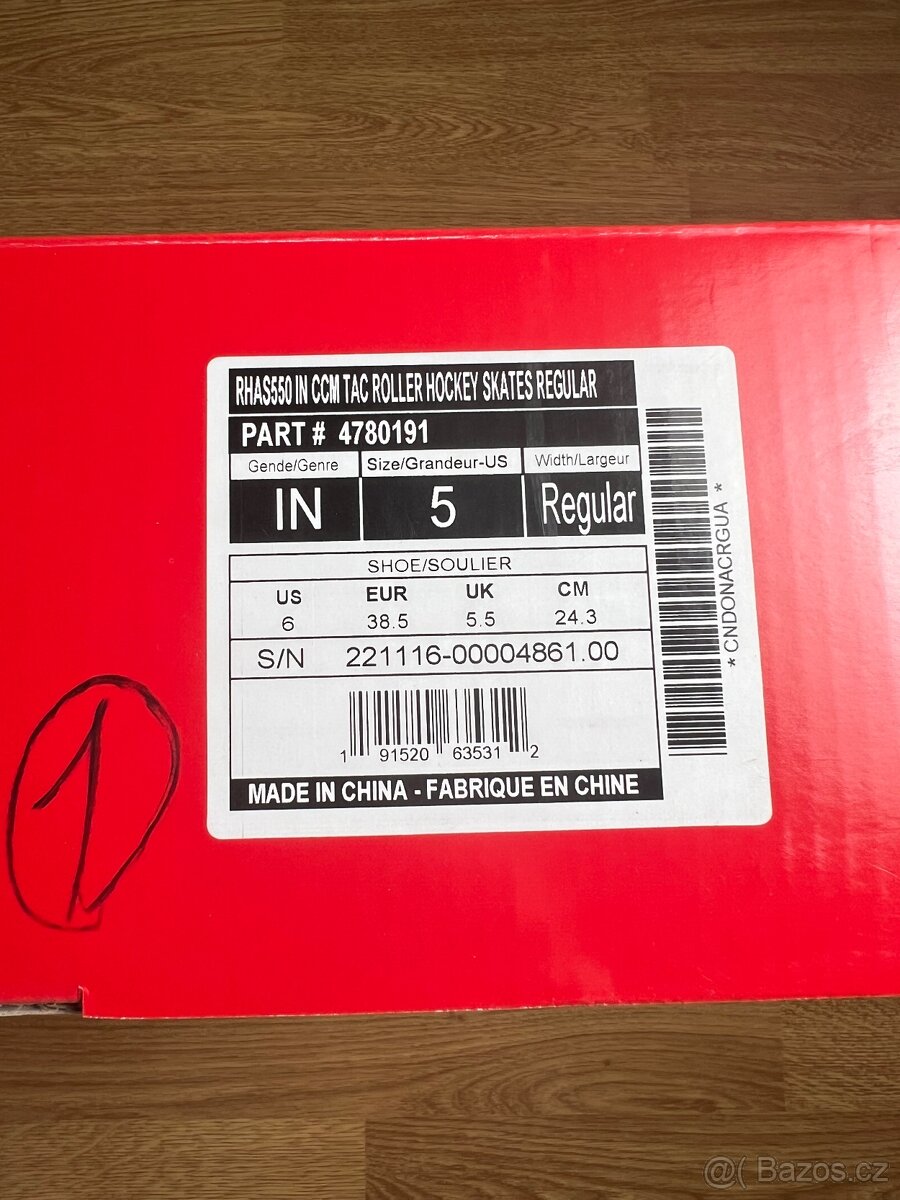 RHAS550 IN CCM TAC ROLLER HOCKEY SKATES REGULAR
PART # 4780191
Gende/Genre Size/Grandeur-US Width/Largeur
IN 5 Regular
SHOE/SOULIER
US EUR UK CM
6 38.5 5.5 24.3
S/N 221116-00004861.00
1 91520 63531 2
MADE IN CHINA - FABRIQUE EN CHINE
* CNDONACRGUA *
1
@( Bazos.cz